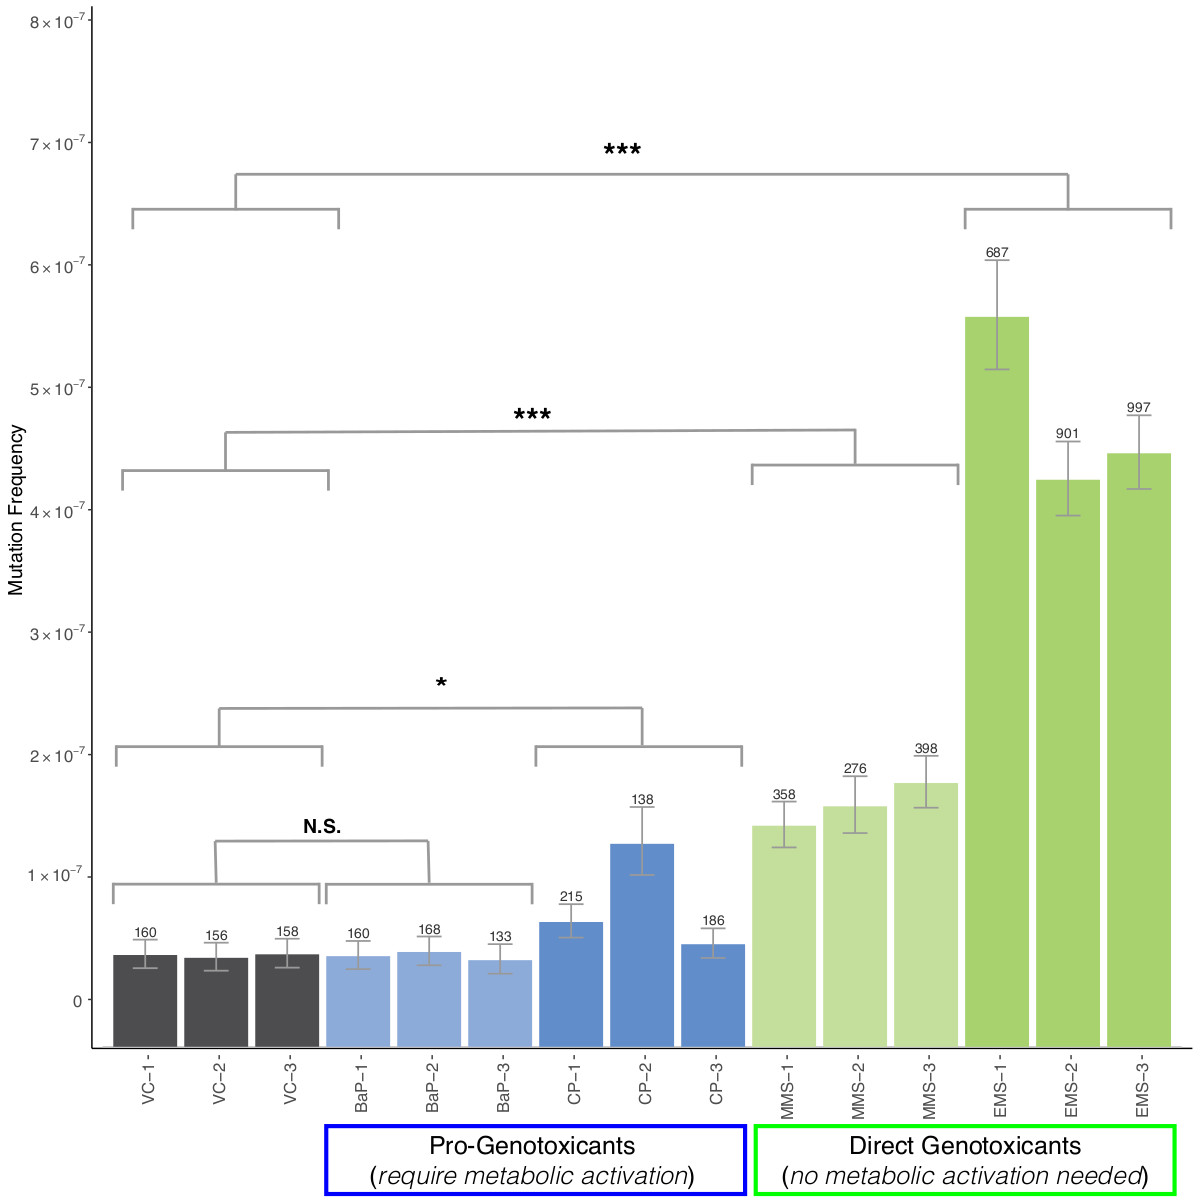 8×10⁻⁷
7×10⁻⁷
6×10⁻⁷
5×10⁻⁷
4×10⁻⁷
3×10⁻⁷
2×10⁻⁷
1×10⁻⁷
0
Mutation Frequency
***
***
*
N.S.
160
156
158
160
168
133
215
138
186
358
276
398
687
901
997
VC−1
VC−2
VC−3
BaP−1
BaP−2
BaP−3
CP−1
CP−2
CP−3
MMS−1
MMS−2
MMS−3
EMS−1
EMS−2
EMS−3
Pro-Genotoxicants
(require metabolic activation)
Direct Genotoxicants
(no metabolic activation needed)